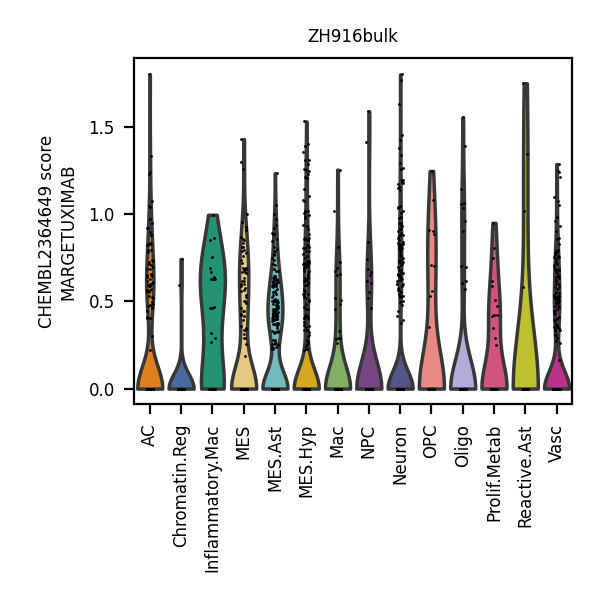 ZH916bulk
CHEMBL2364649 score
MARGETUXIMAB
1.5
1.0
0.5
0.0
AC
Chromatin.Reg
Inflammatory.Mac
MES
MES.Ast
MES.Hyp
Mac
NPC
Neuron
OPC
Oligo
Prolif.Metab
Reactive.Ast
Vasc